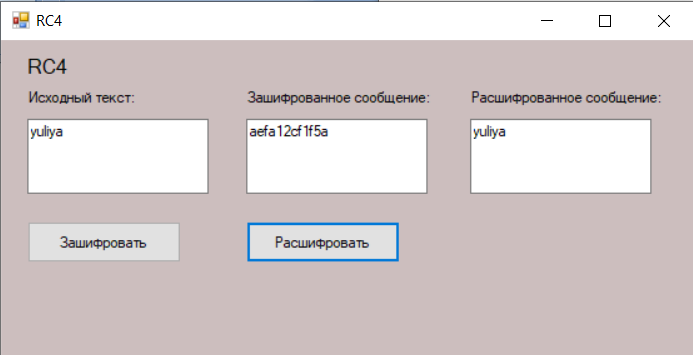 RC4
RC4
Исходный текст:
Зашифрованное сообщение:
Расшифрованное сообщение:
yuliya
aefa12cf1f5a
yuliya
Зашифровать
Расшифровать